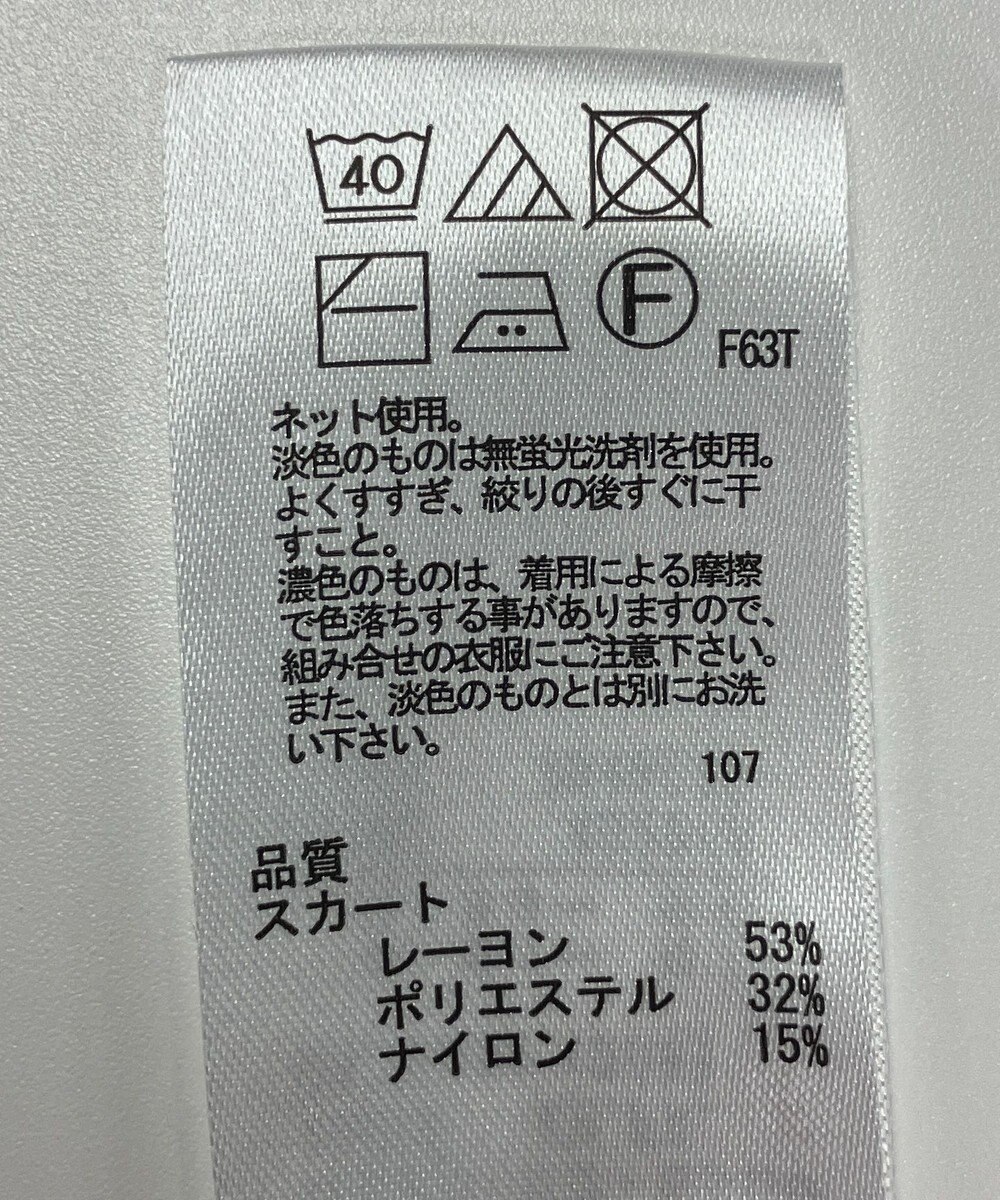 40
F
F63T
ネット使用。
淡色のものは無蛍光洗剤を使用。
よくすすぎ、絞りの後すぐに干
すこと。
濃色のものは、着用による摩擦
で色落ちする事がありますので、
組み合せの衣服にご注意下さい。
また、淡色のものとは別にお洗
い下さい。
107
品質
スカート
レーヨン 53%
ポリエステル 32%
ナイロン 15%